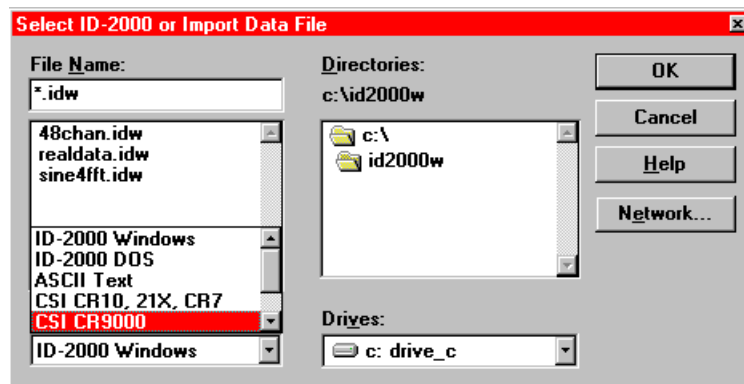 Select ID-2000 or Import Data File
File Name:
*.idw
48chan.idw
realdata.idw
sine4fft.idw
ID-2000 Windows
ID-2000 DOS
ASCII Text
CSI CR10, 21X, CR7
CSI CR9000
ID-2000 Windows
Directories:
c:\id2000w
c:\
id2000w
Drives:
c: drive_c
OK
Cancel
Help
Network...